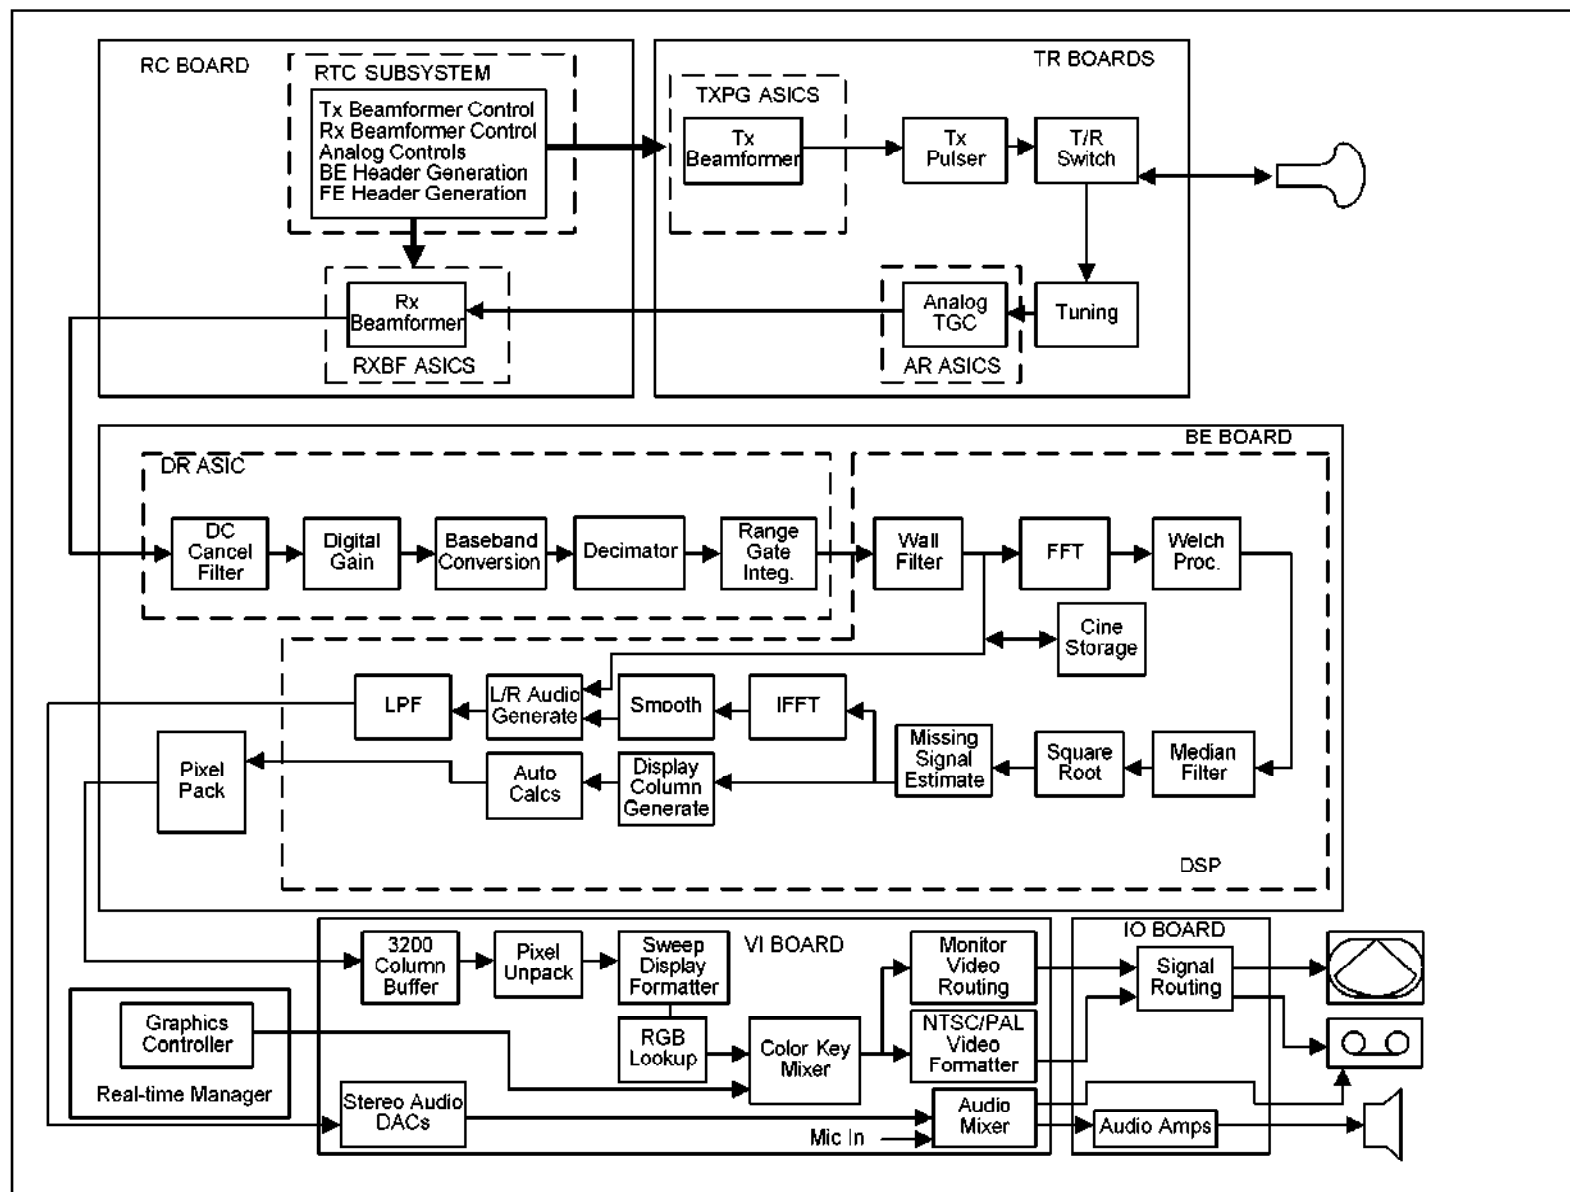 RC BOARD
RTC SUBSYSTEM
Tx Beamformer Control
Rx Beamformer Control
Analog Controls
BE Header Generation
FE Header Generation
Rx
Beamformer
RXBF ASICS
TR BOARDS
TXPG ASICS
Tx
Beamformer
Tx
Pulser
T/R
Switch
Analog
TGC
AR ASICS
Tuning
BE BOARD
DR ASIC
DC
Cancel
Filter
Digital
Gain
Baseband
Conversion
Decimator
Range
Gate
Integ.
Wall
Filter
FFT
Welch
Proc.
Cine
Storage
LPF
L/R Audio
Generate
Smooth
IFFT
Missing
Signal
Estimate
Square
Root
Median
Filter
Pixel
Pack
Auto
Calcs
Display
Column
Generate
DSP
VI BOARD
3200
Column
Buffer
Pixel
Unpack
Sweep
Display
Formatter
Monitor
Video
Routing
IO BOARD
Signal
Routing
Graphics
Controller
Real-time Manager
RGB
Lookup
Color Key
Mixer
NTSC/PAL
Video
Formatter
Stereo Audio
DACs
Mic In
Audio
Mixer
Audio Amps